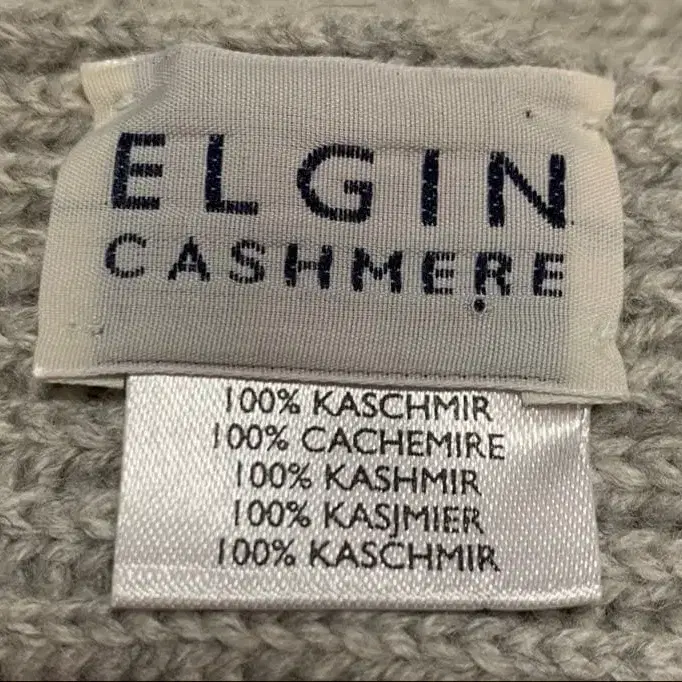 ELGIN
CASHMERE
100% KASCHMIR
100% CACHEMIRE
100% KASHMIR
100% KASJMIER
100% KASCHMIR